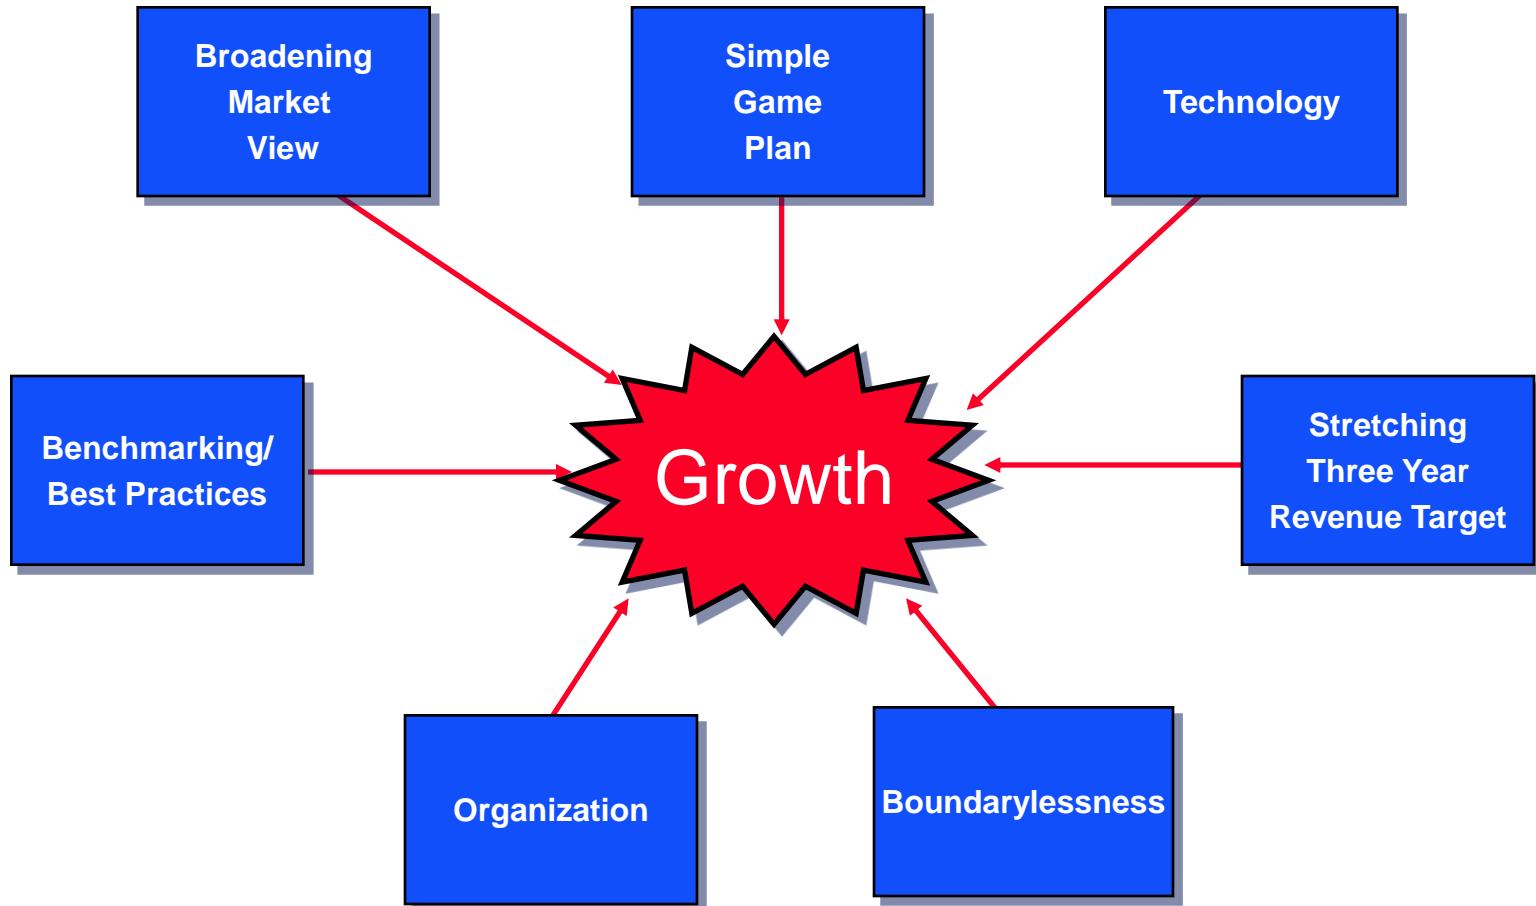 Broadening
Market
View
Simple
Game
Plan
Technology
Benchmarking/
Best Practices
Growth
Stretching
Three Year
Revenue Target
Organization
Boundarylessness